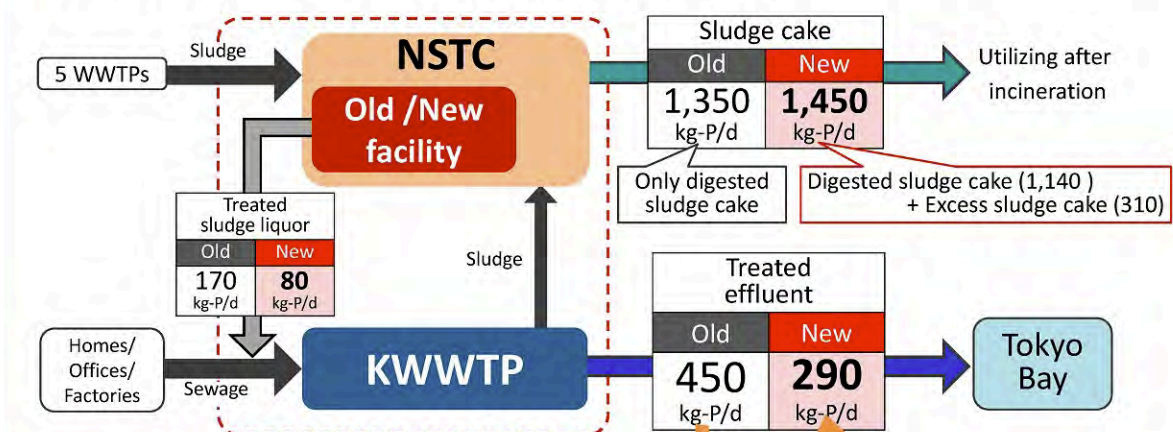 5 WWTPs
Sludge
NSTC
Old /New
facility
Sludge cake
Old
New
1,350
kg-P/d
1,450
kg-P/d
Utilizing after
incineration
Only digested
sludge cake
Digested sludge cake (1,140 )
+ Excess sludge cake (310)
Treated
sludge liquor
Old
New
170
kg-P/d
80
kg-P/d
Sludge
Homes/
Offices/
Factories
Sewage
KWWTP
Treated
effluent
Old
New
450
kg-P/d
290
kg-P/d
Tokyo
Bay